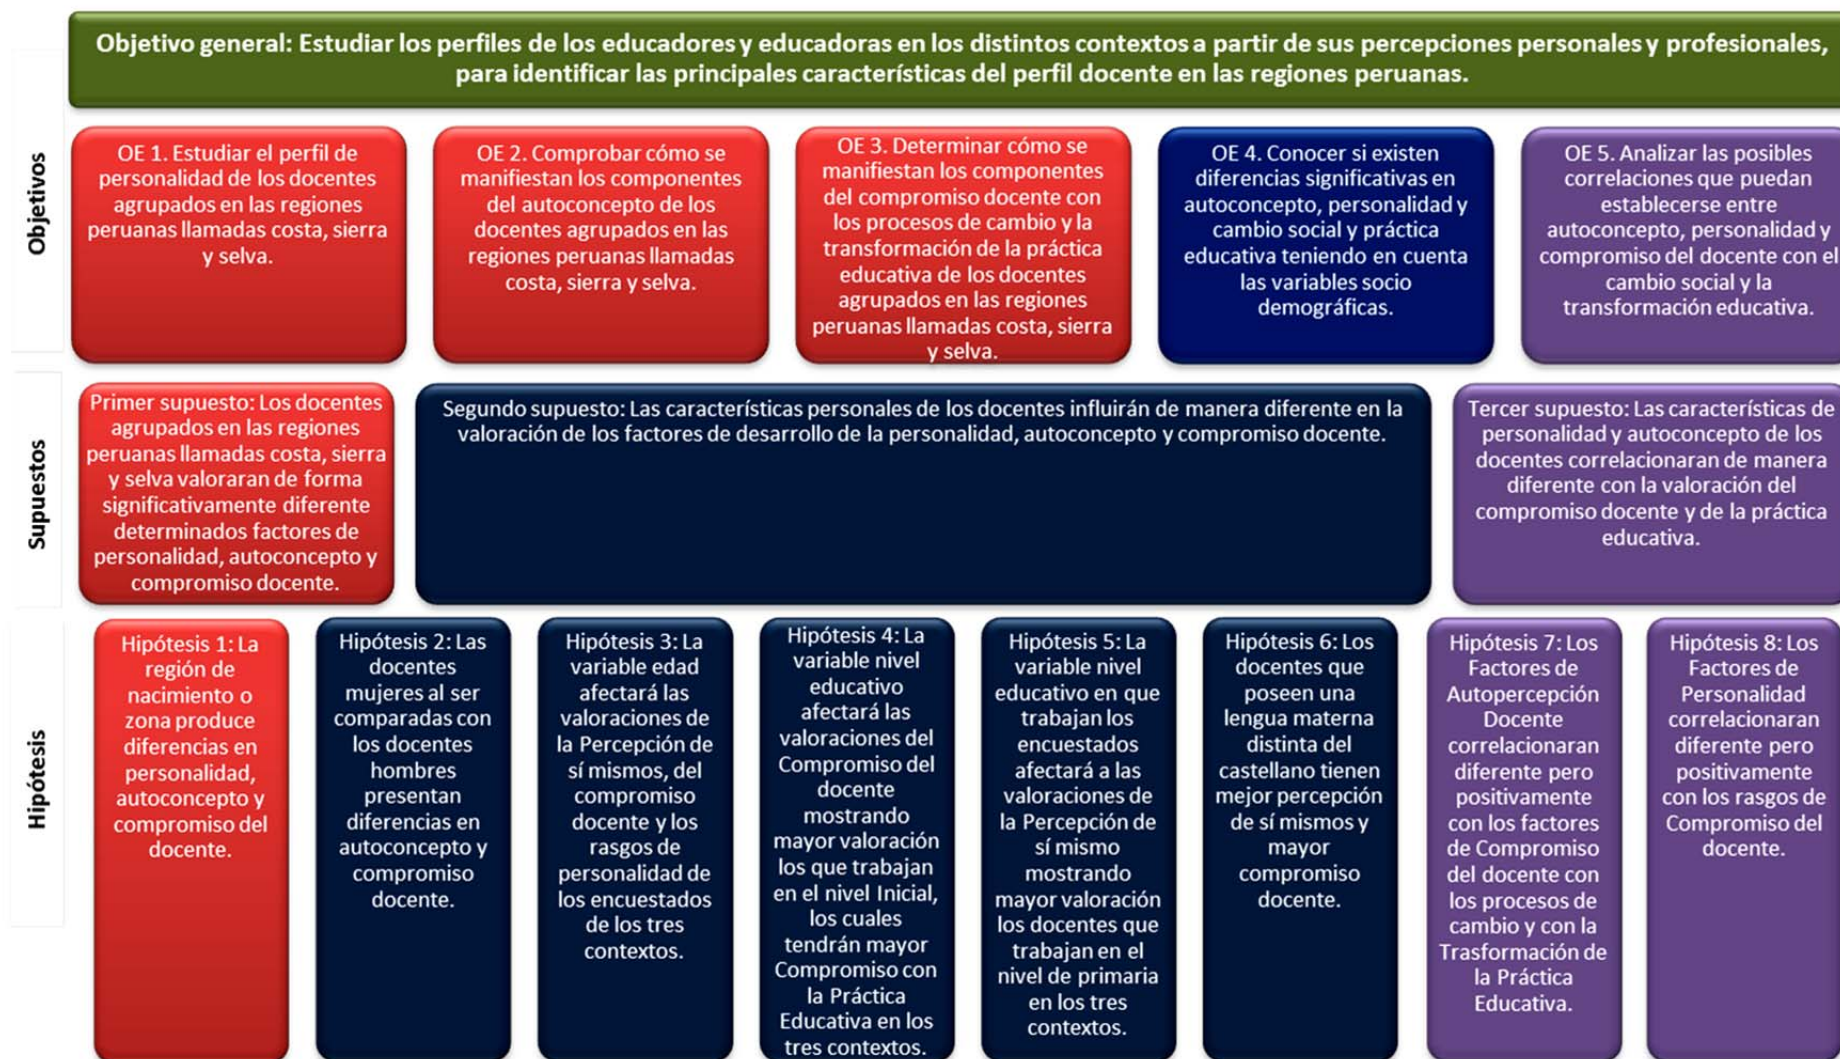 Objetivo general: Estudiar los perfiles de los educadores y educadoras en los distintos contextos a partir de sus percepciones personales y profesionales,
para identificar las principales características del perfil docente en las regiones peruanas.
Objetivos
OE 1. Estudiar el perfil de
personalidad de los docentes
agrupados en las regiones
peruanas llamadas costa, sierra
y selva.
OE 2. Comprobar cómo se
manifiestan los componentes
del autoconcepto de los
docentes agrupados en las
regiones peruanas llamadas
costa, sierra y selva.
OE 3. Determinar cómo se
manifiestan los componentes
del compromiso docente con
los procesos de cambio y la
transformación de la práctica
educativa de los docentes
agrupados en las regiones
peruanas llamadas costa, sierra
y selva.
OE 4. Conocer si existen
diferencias significativas en
autoconcepto, personalidad y
cambio social y práctica
educativa teniendo en cuenta
las variables socio
demográficas.
OE 5. Analizar las posibles
correlaciones que puedan
establecerse entre
autoconcepto, personalidad y
compromiso del docente con el
cambio social y la
transformación educativa.
Supuestos
Primer supuesto: Los docentes
agrupados en las regiones
peruanas llamadas costa, sierra
y selva valoraran de forma
significativamente diferente
determinados factores de
personalidad, autoconcepto y
compromiso docente.
Segundo supuesto: Las características personales de los docentes influirán de manera diferente en la
valoración de los factores de desarrollo de la personalidad, autoconcepto y compromiso docente.
Tercer supuesto: Las características de
personalidad y autoconcepto de los
docentes correlacionaran de manera
diferente con la valoración del
compromiso docente y de la práctica
educativa.
Hipótesis
Hipótesis 1: La
región de
nacimiento o
zona produce
diferencias en
personalidad,
autoconcepto y
compromiso del
docente.
Hipótesis 2: Las
docentes
mujeres al ser
comparadas con
los docentes
hombres
presentan
diferencias en
autoconcepto y
compromiso
docente.
Hipótesis 3: La
variable edad
afectará las
valoraciones de
la Percepción de
sí mismos, del
compromiso
docente y los
rasgos de
personalidad de
los encuestados
de los tres
contextos.
Hipótesis 4: La
variable nivel
educativo
afectará las
valoraciones del
Compromiso del
docente
mostrando
mayor valoración
los que trabajan
en el nivel Inicial,
los cuales
tendrán mayor
Compromiso con
la Práctica
Educativa en los
tres contextos.
Hipótesis 5: La
variable nivel
educativo en que
trabajan los
encuestados
afectará a las
valoraciones de
la Percepción de
sí mismo
mostrando
mayor valoración
los docentes que
trabajan en el
nivel de primaria
en los tres
contextos.
Hipótesis 6: Los
docentes que
poseen una
lengua materna
distinta del
castellano tienen
mejor percepción
de sí mismos y
mayor
compromiso
docente.
Hipótesis 7: Los
Factores de
Autopercepción
Docente
correlacionaran
diferente pero
positivamente
con los factores
de Compromiso
del docente con
los procesos de
cambio y con la
Trasformación de
la Práctica
Educativa.
Hipótesis 8: Los
Factores de
Personalidad
correlacionaran
diferente pero
positivamente
con los rasgos de
Compromiso del
docente.